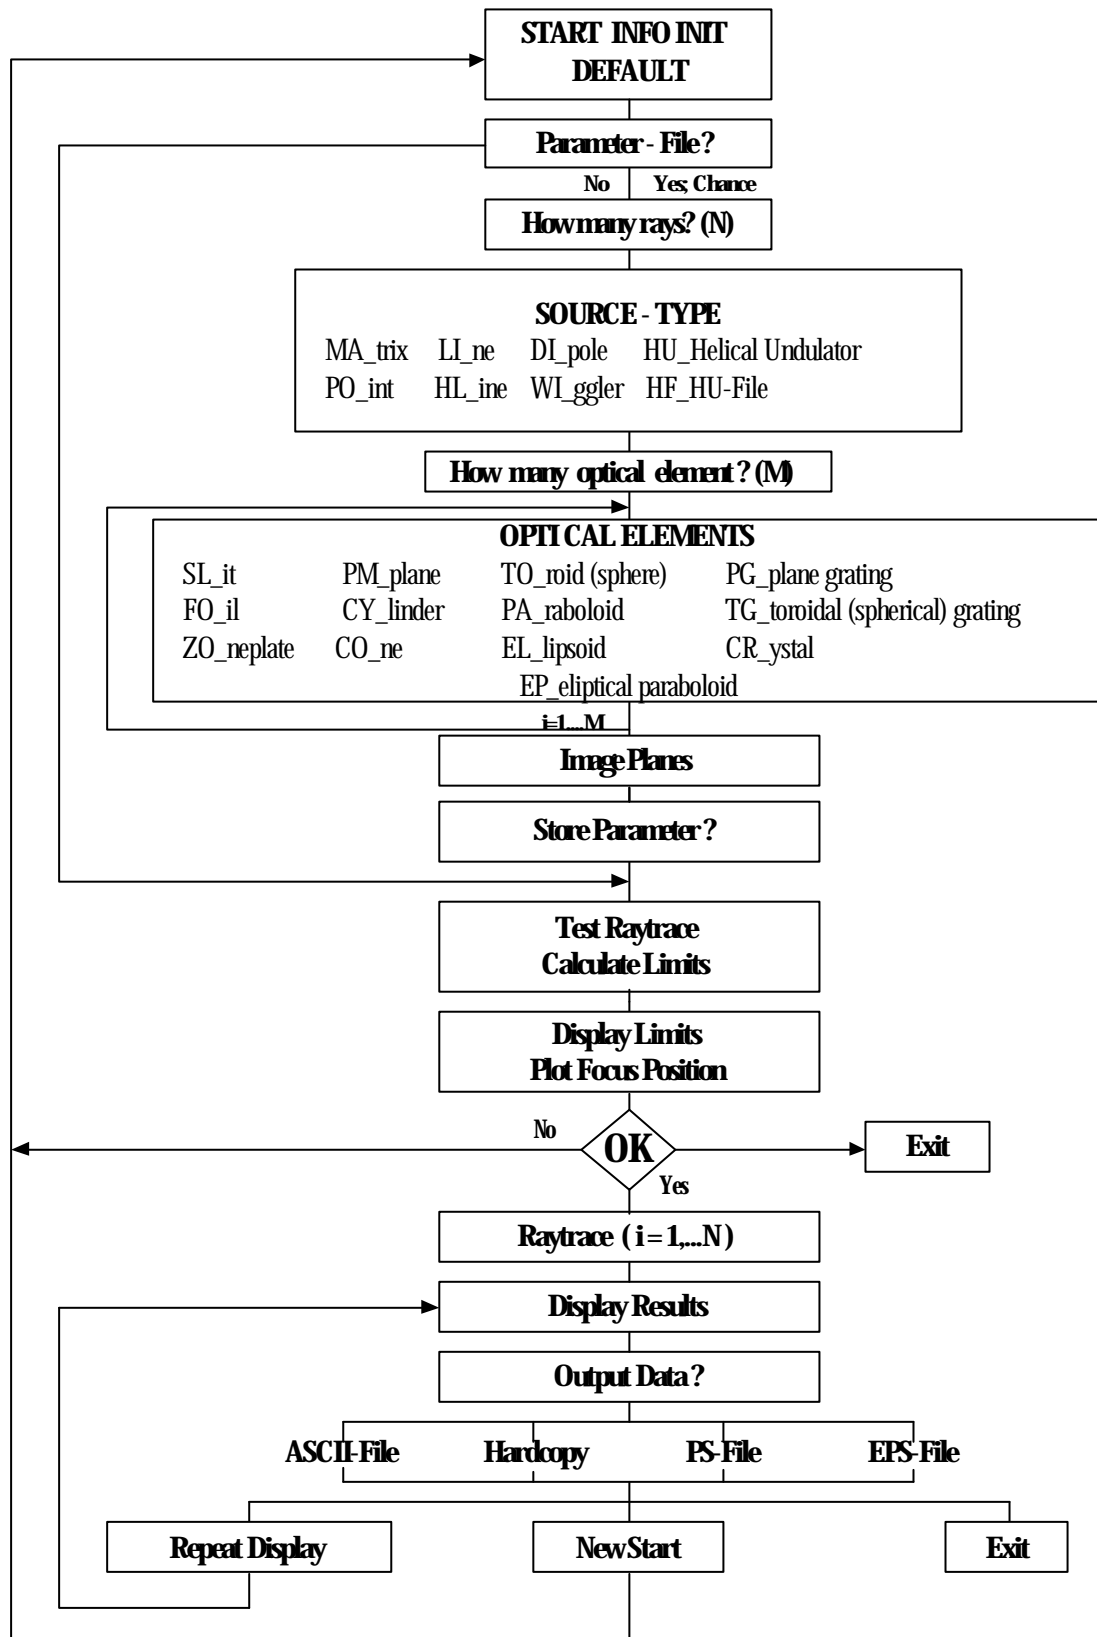 START INFO INIT
DEFAULT
Parameter - File ?
No Yes; Chance
How many rays? (N)
SOURCE - TYPE
MA_trix LI_ne DI_pole HU_Helical Undulator
PO_int HL_ine WI_ggler HF_HU-File
How many optical element ? (M)
OPTICAL ELEMENTS
SL_it PM_plane TO_roid (sphere) PG_plane grating
FO_il CY_linder PA_raboloid TG_toroidal (spherical) grating
ZO_neplate CO_ne EL_lipsoid CR_ystal
EP_eliptical paraboloid
i=1,...M
Image Planes
Store Parameter ?
Test Raytrace
Calculate Limits
Display Limits
Plot Focus Position
No OK Exit
Yes
Raytrace ( i = 1,...N )
Display Results
Output Data ?
ASCII-File Hardcopy PS-File EPS-File
Repeat Display New Start Exit